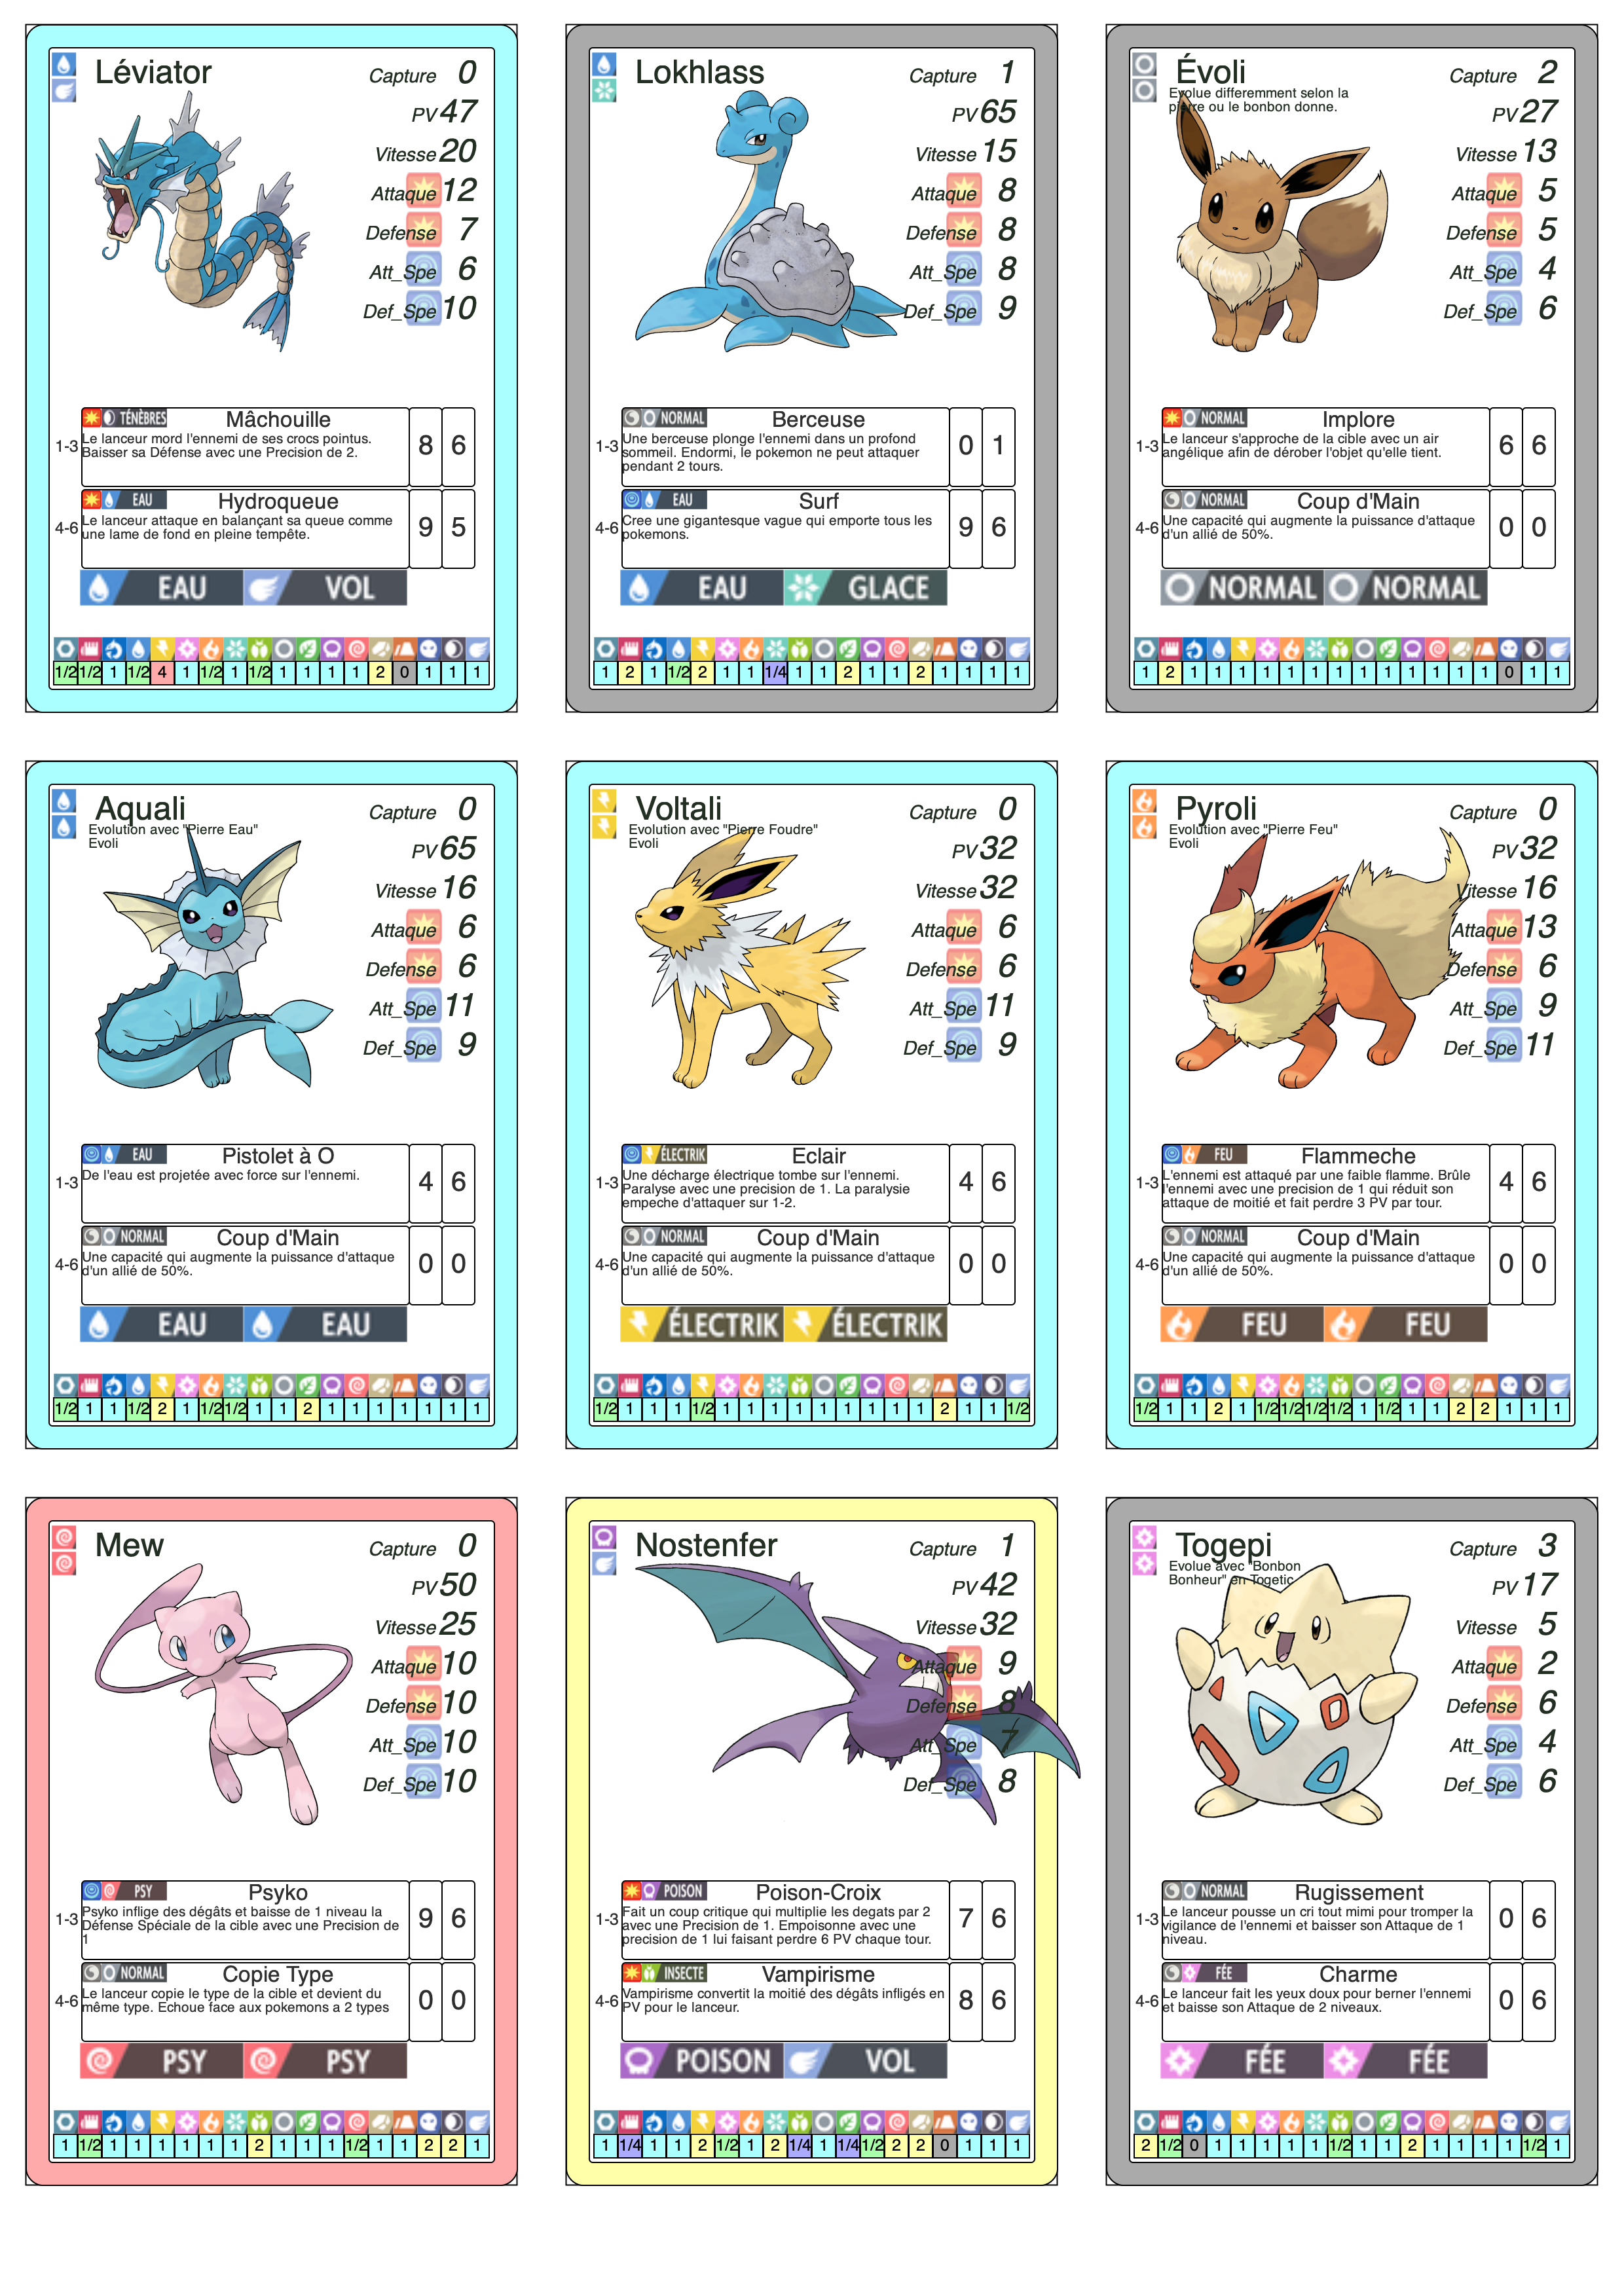 Léviator
Capture 0
PV 47
Vitesse 20
Attaque 12
Defense 7
Att_Spe 6
Def_Spe 10
TÉNÈBRES Mâchouille
1-3
Le lanceur mord l'ennemi de ses crocs pointus.
Baisser sa Défense avec une Precision de 2.
8 6
EAU Hydroqueue
4-6
Le lanceur attaque en balançant sa queue comme
une lame de fond en pleine tempête.
9 5
EAU VOL
1/2 1/2 1 1/2 4 1 1/2 1 1/2 1 1 1 1 2 0 1 1 1
Lokhlass
Capture 1
PV 65
Vitesse 15
Attaque 8
Defense 8
Att_Spe 8
Def_Spe 9
NORMAL Berceuse
1-3
Une berceuse plonge l'ennemi dans un profond
sommeil. Endormi, le pokemon ne peut attaquer
pendant 2 tours.
0 1
EAU Surf
4-6
Cree une gigantesque vague qui emporte tous les
pokemons.
9 6
EAU GLACE
1 2 1 1/2 2 1 1 1/4 1 1 2 1 1 2 1 1 1 1
Évoli
Evolue differemment selon la
pierre ou le bonbon donne.
Capture 2
PV 27
Vitesse 13
Attaque 5
Defense 5
Att_Spe 4
Def_Spe 6
NORMAL Implore
1-3
Le lanceur s'approche de la cible avec un air
angélique afin de dérober l'objet qu'elle tient.
6 6
NORMAL Coup d'Main
4-6
Une capacité qui augmente la puissance d'attaque
d'un allié de 50%.
0 0
NORMAL NORMAL
1 2 1 1 1 1 1 1 1 1 1 1 1 1 1 0 1 1
Aquali
Evolution avec "Pierre Eau"
Evoli
Capture 0
PV 65
Vitesse 16
Attaque 6
Defense 6
Att_Spe 11
Def_Spe 9
EAU Pistolet à O
1-3
De l'eau est projetée avec force sur l'ennemi.
4 6
NORMAL Coup d'Main
4-6
Une capacité qui augmente la puissance d'attaque
d'un allié de 50%.
0 0
EAU EAU
1/2 1 1 1/2 2 1 1/2 1/2 1 1 2 1 1 1 1 1 1 1
Voltali
Evolution avec "Pierre Foudre"
Evoli
Capture 0
PV 32
Vitesse 32
Attaque 6
Defense 6
Att_Spe 11
Def_Spe 9
ÉLECTRIK Eclair
1-3
Une décharge électrique tombe sur l'ennemi.
Paralyse avec une precision de 1. La paralysie
empeche d'attaquer sur 1-2.
4 6
NORMAL Coup d'Main
4-6
Une capacité qui augmente la puissance d'attaque
d'un allié de 50%.
0 0
ÉLECTRIK ÉLECTRIK
1/2 1 1 1 1/2 1 1 1 1 1 1 1 1 1 2 1 1 1/2
Pyroli
Evolution avec "Pierre Feu"
Evoli
Capture 0
PV 32
Vitesse 16
Attaque 13
Defense 6
Att_Spe 9
Def_Spe 11
FEU Flammeche
1-3
L'ennemi est attaqué par une faible flamme. Brûle
l'ennemi avec une precision de 1 qui réduit son
attaque de moitié et fait perdre 3 PV par tour.
4 6
NORMAL Coup d'Main
4-6
Une capacité qui augmente la puissance d'attaque
d'un allié de 50%.
0 0
FEU FEU
1/2 1 1 2 1 1/2 1/2 1/2 1/2 1 1/2 1 1 2 2 1 1 1
Mew
Capture 0
PV 50
Vitesse 25
Attaque 10
Defense 10
Att_Spe 10
Def_Spe 10
PSY Psyko
1-3
Psyko inflige des dégâts et baisse de 1 niveau la
Défense Spéciale de la cible avec une Precision de
1
9 6
NORMAL Copie Type
4-6
Le lanceur copie le type de la cible et devient du
même type. Echoue face aux pokemons a 2 types
0 0
PSY PSY
1 1/2 1 1 1 1 1 1 2 1 1 1 1/2 1 1 2 2 1
Nostenfer
Capture 1
PV 42
Vitesse 32
Attaque 9
Defense 8
Att_Spe 7
Def_Spe 8
POISON Poison-Croix
1-3
Fait un coup critique qui multiplie les degats par 2
avec une Precision de 1. Empoisonne avec une
precision de 1 lui faisant perdre 6 PV chaque tour.
7 6
INSECTE Vampirisme
4-6
Vampirisme convertit la moitié des dégâts infligés en
PV pour le lanceur.
8 6
POISON VOL
1 1/4 1 1 2 1/2 1 2 1/4 1 1/4 1/2 2 2 0 1 1 1
Togepi
Evolue avec "Bonbon
Bonheur" en Togetic
Capture 3
PV 17
Vitesse 5
Attaque 2
Defense 6
Att_Spe 4
Def_Spe 6
NORMAL Rugissement
1-3
Le lanceur pousse un cri tout mimi pour tromper la
vigilance de l'ennemi et baisser son Attaque de 1
niveau.
0 6
FÉE Charme
4-6
Le lanceur fait les yeux doux pour berner l'ennemi
et baisse son Attaque de 2 niveaux.
0 6
FÉE FÉE
2 1/2 0 1 1 1 1 1 1/2 1 1 2 1 1 1 1 1/2 1